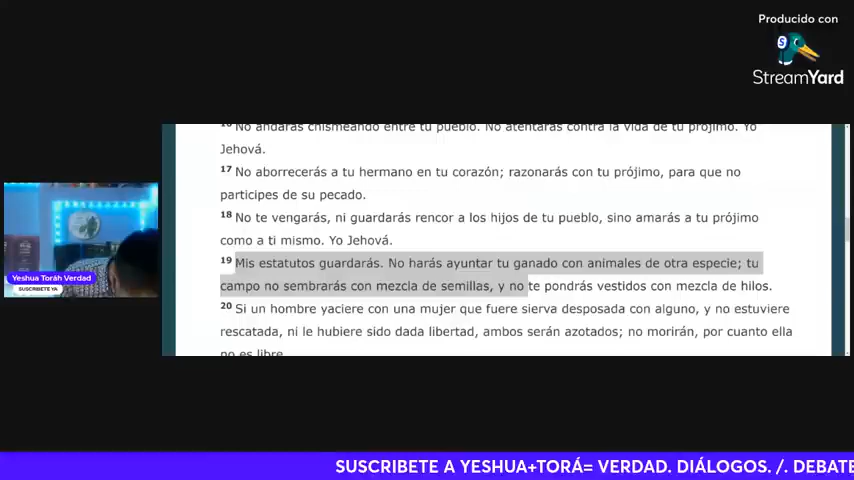 Producido con
S
StreamYard
16 No andarás chismeando entre tu pueblo. No atentarás contra la vida de tu prójimo. Yo
Jehová.
17 No aborrecerás a tu hermano en tu corazón; razonarás con tu prójimo, para que no
participes de su pecado.
18 No te vengarás, ni guardarás rencor a los hijos de tu pueblo, sino amarás a tu prójimo
como a ti mismo. Yo Jehová.
19 Mis estatutos guardarás. No harás ayuntar tu ganado con animales de otra especie; tu
campo no sembrarás con mezcla de semillas, y no te pondrás vestidos con mezcla de hilos.
20 Si un hombre yaciere con una mujer que fuere sierva desposada con alguno, y no estuviere
rescatada, ni le hubiere sido dada libertad, ambos serán azotados; no morirán, por cuanto ella
no es libre.
Yeshua Toráh Verdad
SUSCRIBETE YA
SUSCRIBETE A YESHUA+TORÁ= VERDAD. DIÁLOGOS. /. DEBATE